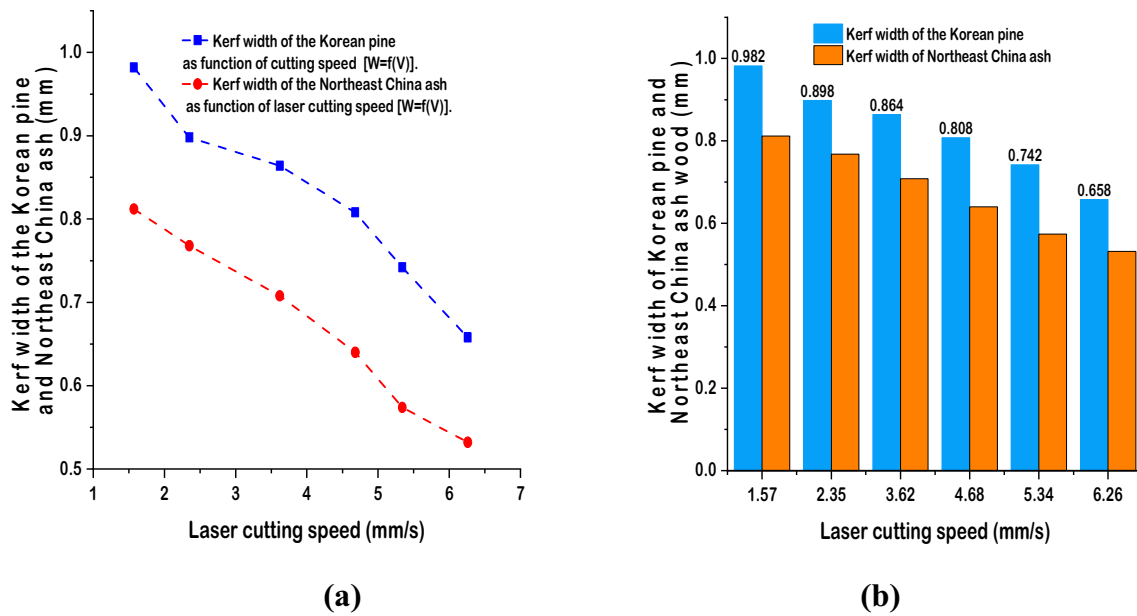 Kerf width of the Korean pine
and Northeast China ash (mm)
1.0
0.9
0.8
0.7
0.6
0.5
Kerf width of the Korean pine
as function of cutting speed [W=f(V)].
Kerf width of the Northeast China ash
as function of laser cutting speed [W=f(V)].
1 2 3 4 5 6 7
Laser cutting speed (mm/s)
(a)
Kerf width of Korean pine and
Northeast China ash wood (mm)
1.0
0.8
0.6
0.4
0.2
0.0
Kerf width of the Korean pine
Kerf width of Northeast China ash
0.982
0.898
0.864
0.808
0.742
0.658
1.57 2.35 3.62 4.68 5.34 6.26
Laser cutting speed (mm/s)
(b)